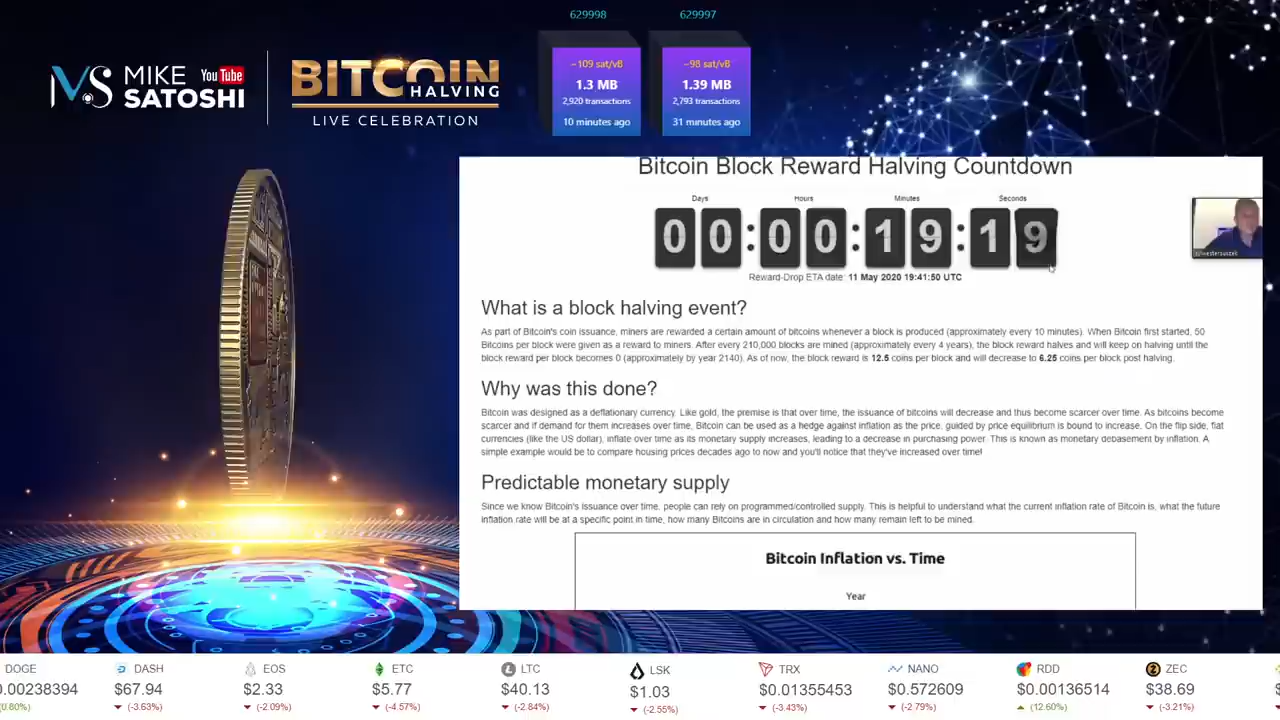 629998
629997
~109 sat/vB
1.3 MB
2,920 transactions
10 minutes ago
~98 sat/vB
1.39 MB
2,793 transactions
31 minutes ago
MS MIKE SATOSHI YouTube
BITCOIN
HALVING
LIVE CELEBRATION
Bitcoin Block Reward Halving Countdown
Days Hours Minutes Seconds
00:00:19:19
Reward-Drop ETA date: 11 May 2020 19:41:50 UTC
What is a block halving event?
As part of Bitcoin's coin issuance, miners are rewarded a certain amount of bitcoins whenever a block is produced (approximately every 10 minutes). When Bitcoin first started, 50
Bitcoins per block were given as a reward to miners. After every 210,000 blocks are mined (approximately every 4 years), the block reward halves and will keep on halving until the
block reward per block becomes 0 (approximately by year 2140). As of now, the block reward is 12.5 coins per block and will decrease to 6.25 coins per block post halving.
Why was this done?
Bitcoin was designed as a deflationary currency. Like gold, the premise is that over time, the issuance of bitcoins will decrease and thus become scarcer over time. As bitcoins become
scarcer and if demand for them increases over time, Bitcoin can be used as a hedge against inflation as the price, guided by price equilibrium is bound to increase. On the flip side, fiat
currencies (like the US dollar), inflate over time as its monetary supply increases, leading to a decrease in purchasing power. This is known as monetary debasement by inflation. A
simple example would be to compare housing prices decades ago to now and you'll notice that they've increased over time!
Predictable monetary supply
Since we know Bitcoin's issuance over time, people can rely on programmed/controlled supply. This is helpful to understand what the current inflation rate of Bitcoin is, what the future
inflation rate will be at a specific point in time, how many Bitcoins are in circulation and how many remain left to be mined.
Bitcoin Inflation vs. Time
Year
DOGE DASH EOS ETC LTC LSK TRX NANO RDD ZEC
0.00238394 $67.94 $2.33 $5.77 $40.13 $1.03 $0.01355453 $0.572609 $0.00136514 $38.69
0.80%) (-3.63%) (-2.09%) (-4.57%) (-2.84%) (-2.55%) (-3.43%) (-2.79%) (12.60%) (-3.21%)